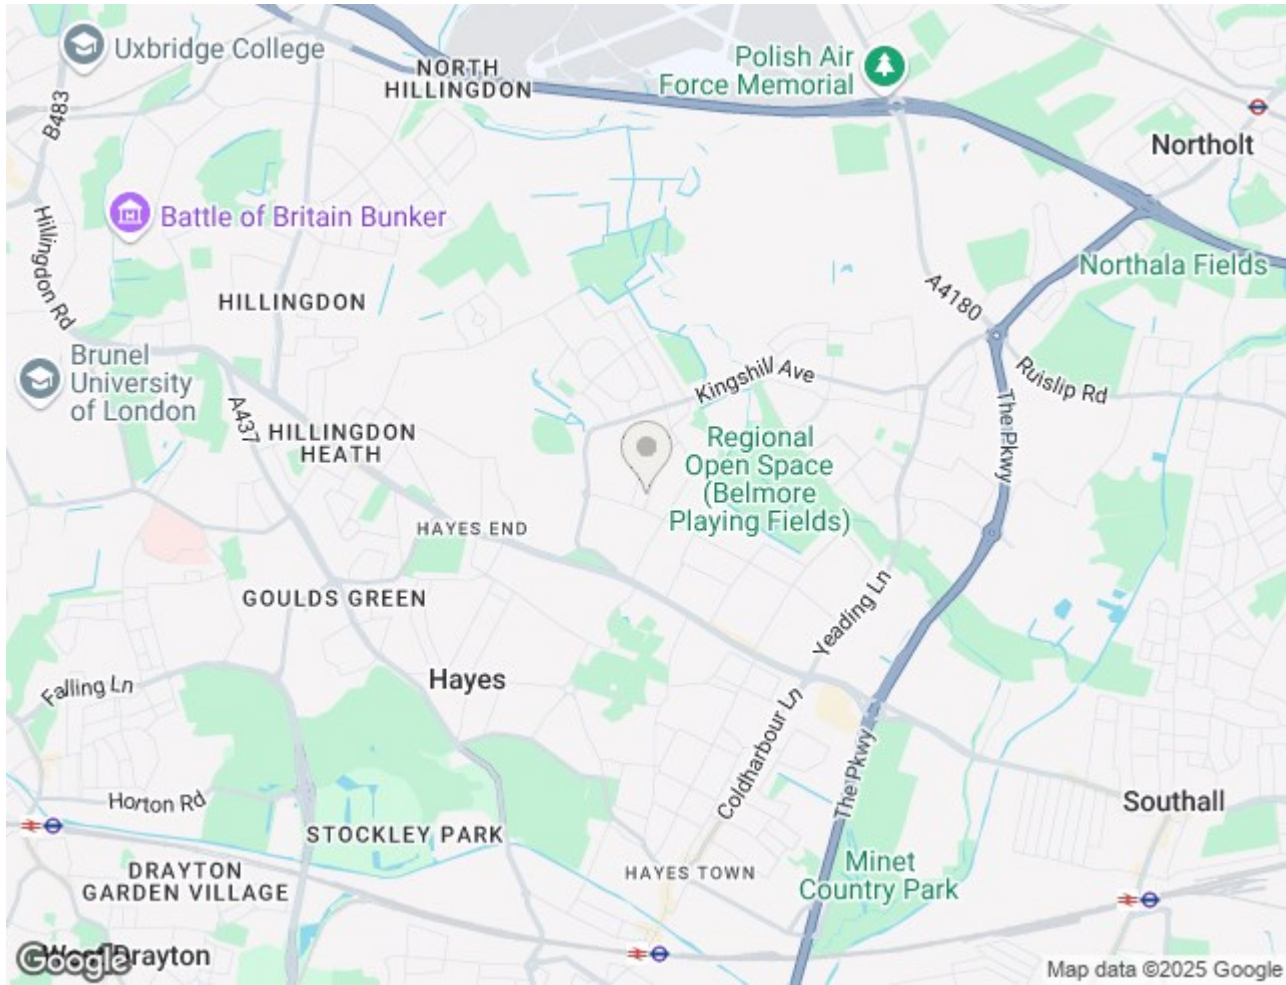 Uxbridge College
NORTH
HILLINGDON
Polish Air
Force Memorial
B483
Northolt
Battle of Britain Bunker
Hillingdon Rd
Northala Fields
HILLINGDON
A4180
Brunel
University
of London
Kingshill Ave
Ruislip Rd
The Pkwy
A437
HILLINGDON
HEATH
Regional
Open Space
(Belmore
Playing Fields)
HAYES END
GOULDS GREEN
Yeading Ln
Hayes
Falling Ln
Coldharbour Ln
The Pkwy
Horton Rd
Southall
STOCKLEY PARK
DRAYTON
GARDEN VILLAGE
HAYES TOWN
Minet
Country Park
West Drayton
Google
Map data ©2025 Google